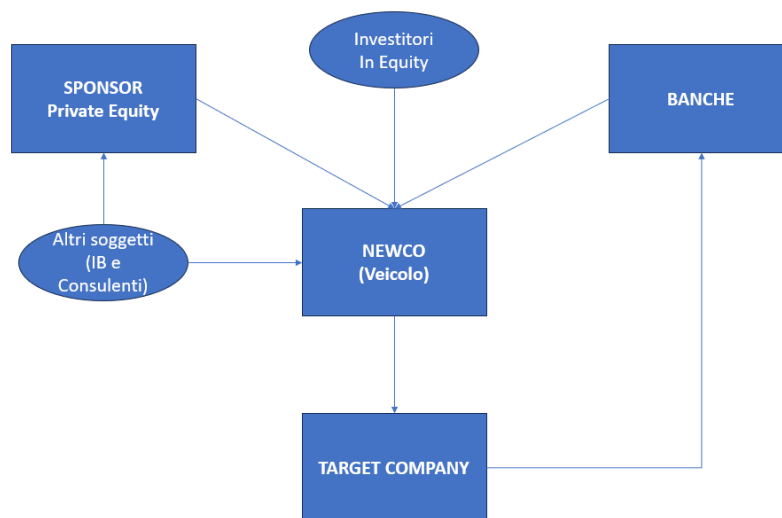 Investitori
In Equity
SPONSOR
Private Equity
BANCHE
Altri soggetti
(IB e
Consulenti)
NEWCO
(Veicolo)
TARGET COMPANY